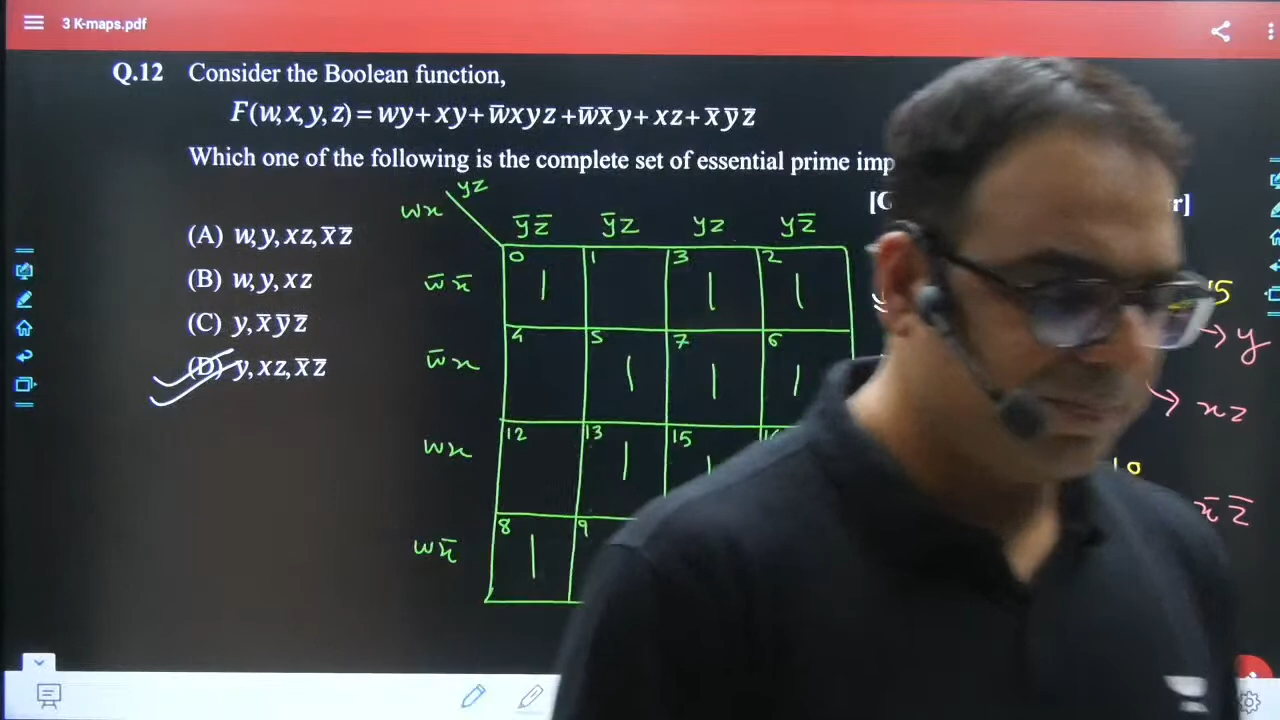 3 K-maps.pdf
Q.12 Consider the Boolean function,
F(w, x, y, z) = wy + xy + w̄xyz + w̄x̄y + xz + x̄ȳz̄
Which one of the following is the complete set of essential prime
(A) w, y, xz, x̄z̄
(B) w, y, xz
(C) y, x̄ȳz̄
(D) y, xz, x̄z̄
yz
wx
ȳz̄ ȳz yz yz̄
w̄x̄ 0 1 1 3 1 2 1
w̄x 4 5 1 7 1 6 1
wx 12 13 1 15 1
wx̄ 8 1 9
→ y
→ xz
x̄z̄